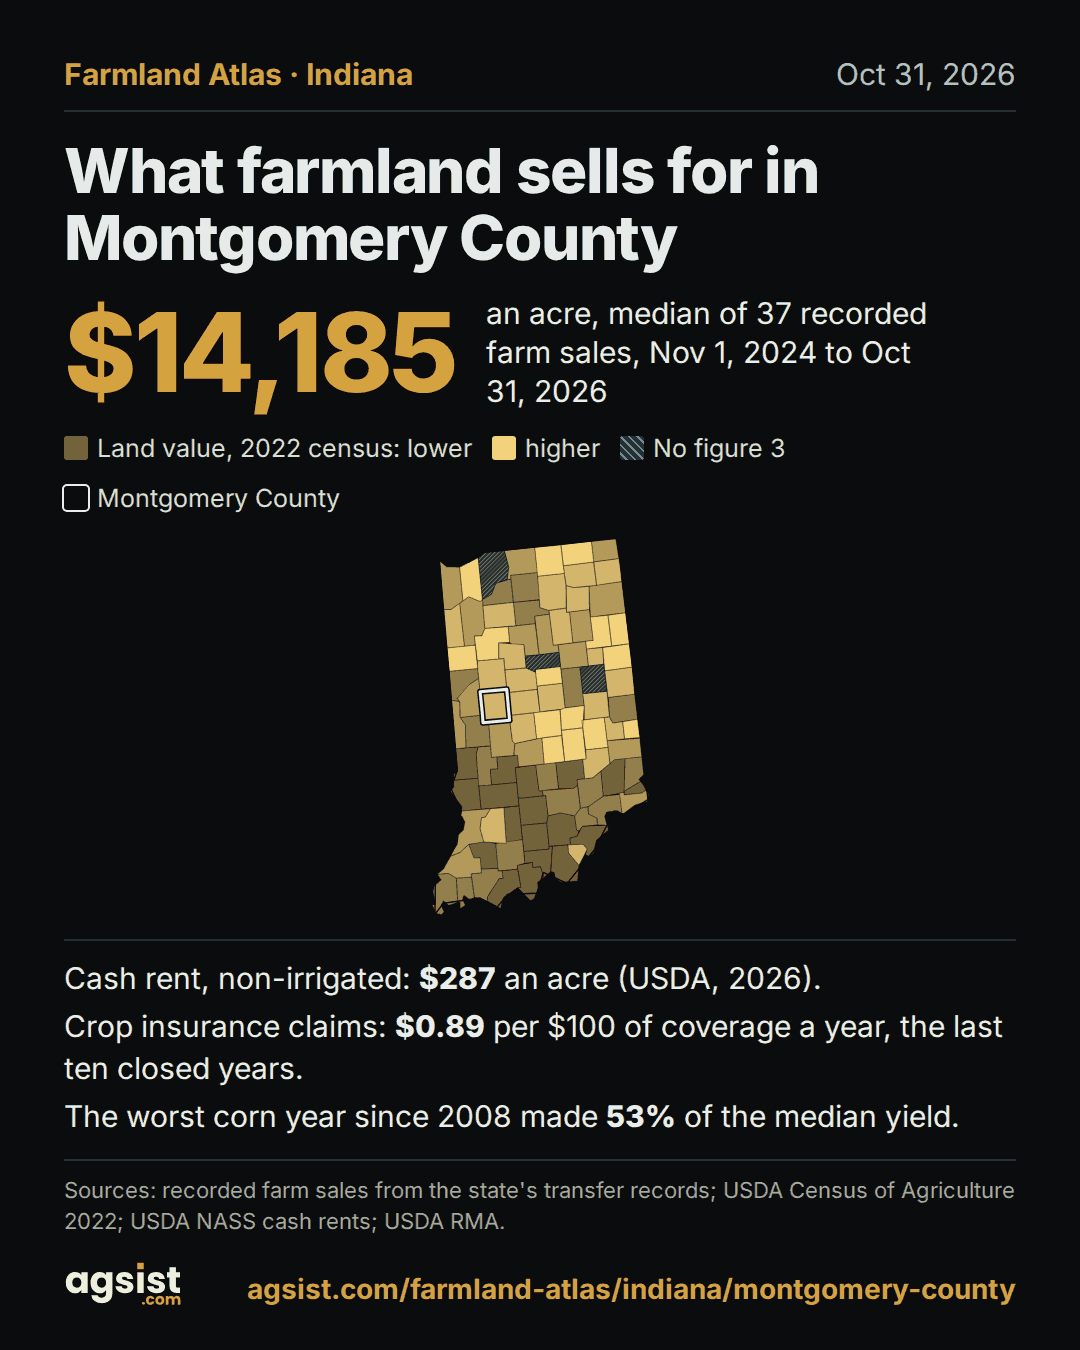 Farmland Atlas · Indiana
Oct 31, 2026
What farmland sells for in
Montgomery County
$14,185
an acre, median of 37 recorded
farm sales, Nov 1, 2024 to Oct
31, 2026
Land value, 2022 census: lower
higher
No figure 3
Montgomery County
Cash rent, non-irrigated: $287 an acre (USDA, 2026).
Crop insurance claims: $0.89 per $100 of coverage a year, the last
ten closed years.
The worst corn year since 2008 made 53% of the median yield.
Sources: recorded farm sales from the state's transfer records; USDA Census of Agriculture
2022; USDA NASS cash rents; USDA RMA.
agsist
.com
agsist.com/farmland-atlas/indiana/montgomery-county